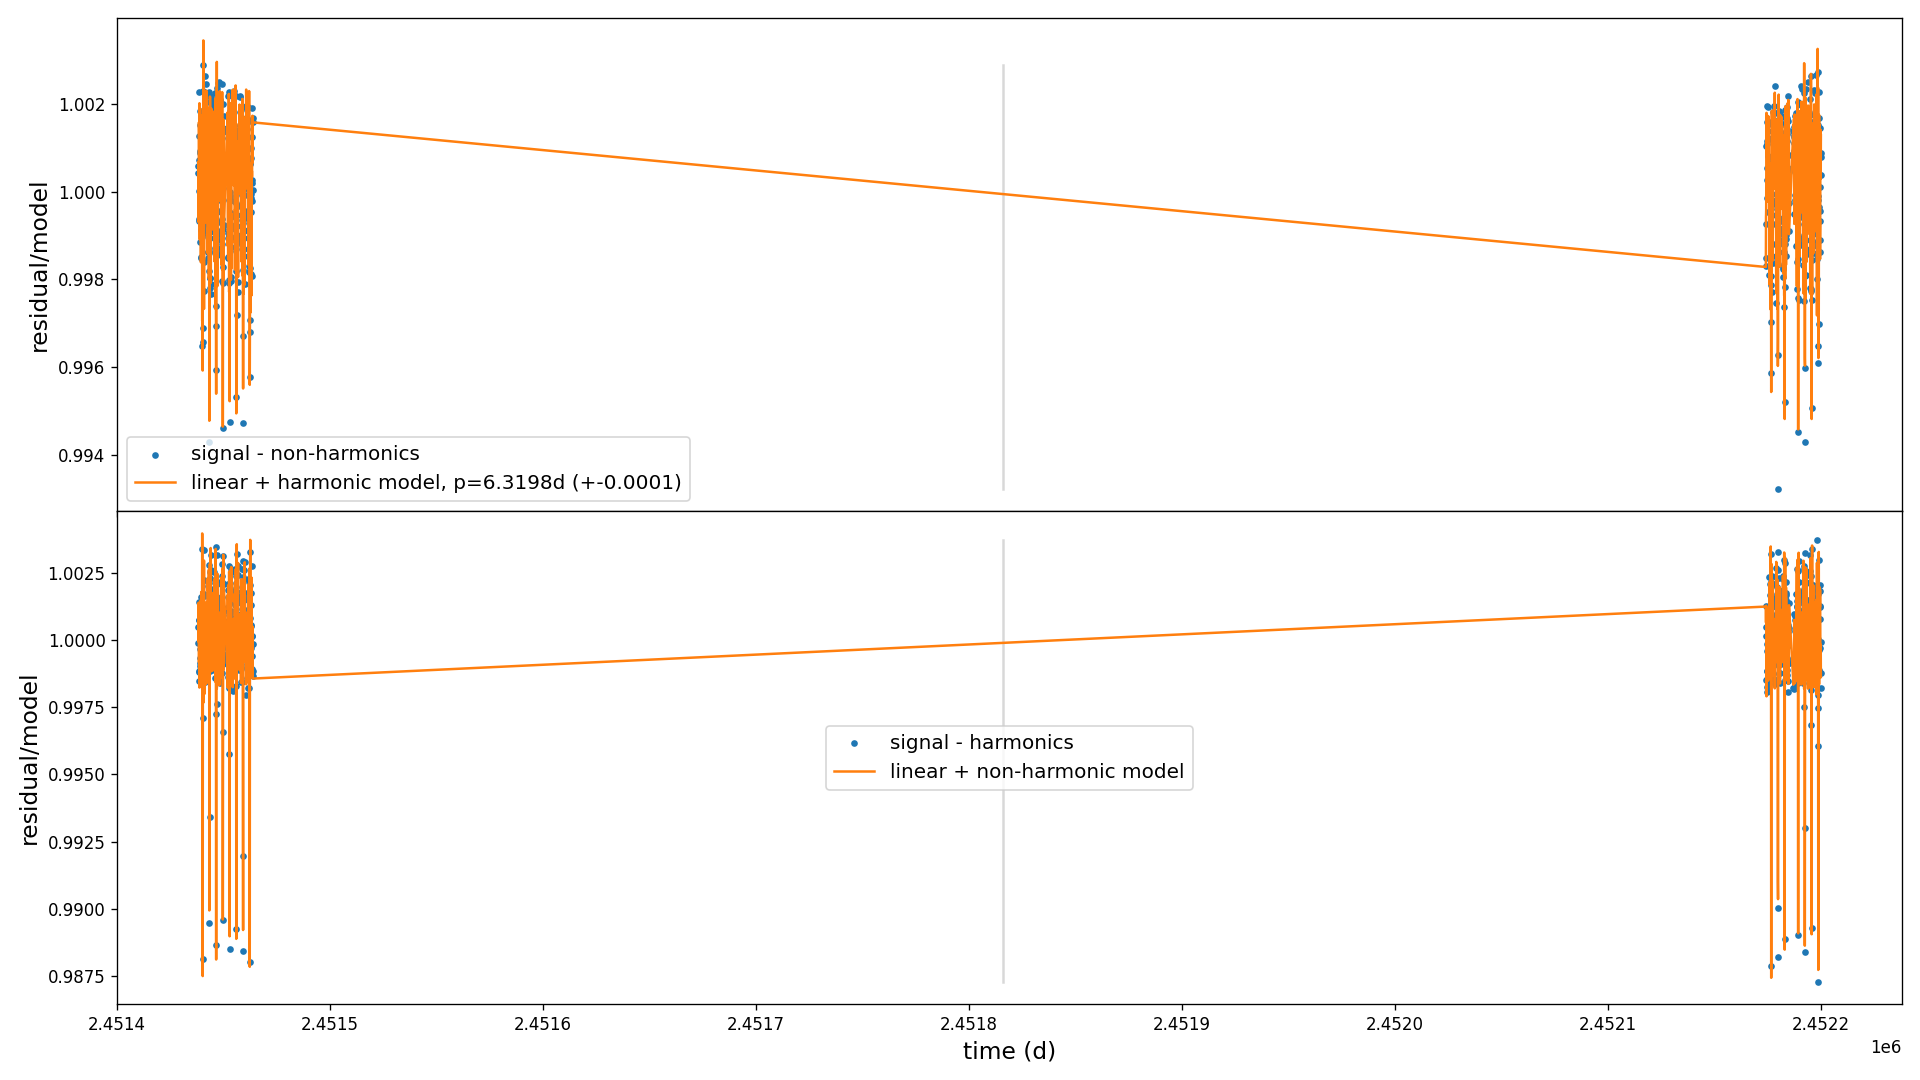 1.002
1.000
0.998
0.996
0.994
residual/model
signal - non-harmonics
linear + harmonic model, p=6.3198d (+-0.0001)
1.0025
1.0000
0.9975
0.9950
0.9925
0.9900
0.9875
residual/model
signal - harmonics
linear + non-harmonic model
2.4514 2.4515 2.4516 2.4517 2.4518 2.4519 2.4520 2.4521 2.4522
1e6
time (d)